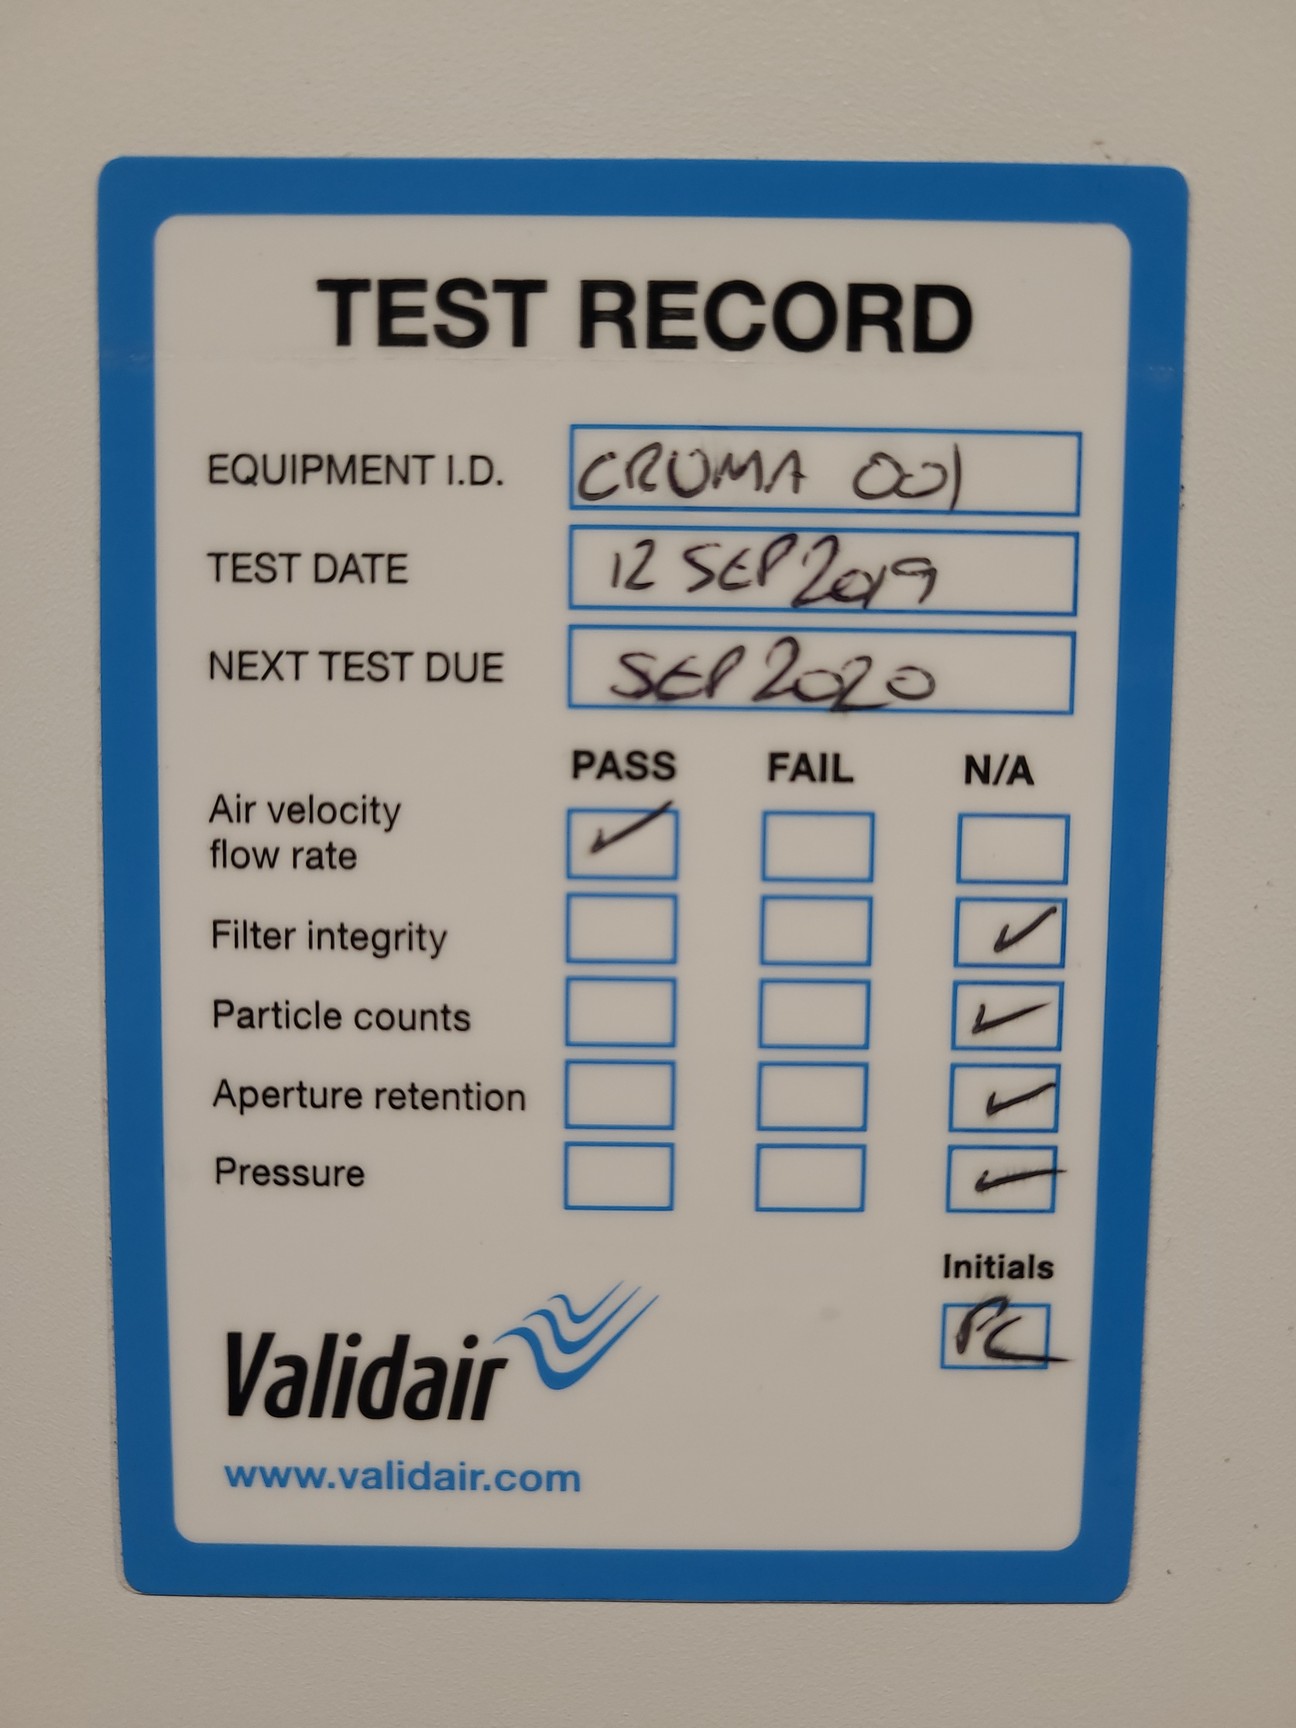 TEST RECORD
EQUIPMENT I.D. CRUMA 001
TEST DATE 12 SEP 2019
NEXT TEST DUE SEP 2020
PASS FAIL N/A
Air velocity
flow rate ✓
Filter integrity ✓
Particle counts ✓
Aperture retention ✓
Pressure ✓
Initials
PC
Validair
www.validair.com